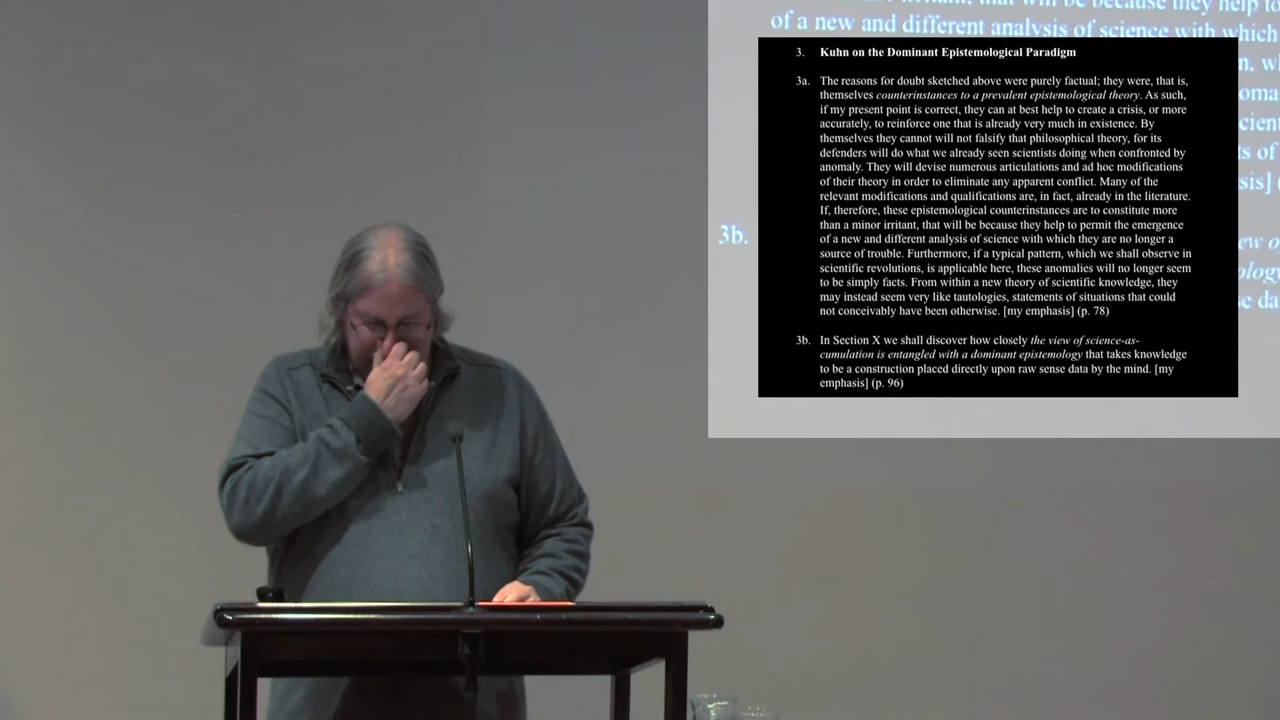 of a new and different analysis of science with which
3. Kuhn on the Dominant Epistemological Paradigm
3a. The reasons for doubt sketched above were purely factual; they were, that is,
themselves counterinstances to a prevalent epistemological theory. As such,
if my present point is correct, they can at best help to create a crisis, or more
accurately, to reinforce one that is already very much in existence. By
themselves they cannot will not falsify that philosophical theory, for its
defenders will do what we already seen scientists doing when confronted by
anomaly. They will devise numerous articulations and ad hoc modifications
of their theory in order to eliminate any apparent conflict. Many of the
relevant modifications and qualifications are, in fact, already in the literature.
If, therefore, these epistemological counterinstances are to constitute more
than a minor irritant, that will be because they help to permit the emergence
of a new and different analysis of science with which they are no longer a
source of trouble. Furthermore, if a typical pattern, which we shall observe in
scientific revolutions, is applicable here, these anomalies will no longer seem
to be simply facts. From within a new theory of scientific knowledge, they
may instead seem very like tautologies, statements of situations that could
not conceivably have been otherwise. [my emphasis] (p. 78)
3b.
3b. In Section X we shall discover how closely the view of science-as-
cumulation is entangled with a dominant epistemology that takes knowledge
to be a construction placed directly upon raw sense data by the mind. [my
emphasis] (p. 96)